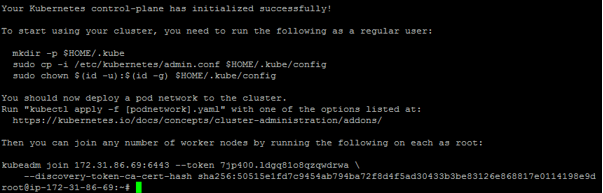 Your Kubernetes control-plane has initialized successfully!
To start using your cluster, you need to run the following as a regular user:
mkdir -p $HOME/.kube
sudo cp -i /etc/kubernetes/admin.conf $HOME/.kube/config
sudo chown $(id -u):$(id -g) $HOME/.kube/config
You should now deploy a pod network to the cluster.
Run "kubectl apply -f [podnetwork].yaml" with one of the options listed at:
https://kubernetes.io/docs/concepts/cluster-administration/addons/
Then you can join any number of worker nodes by running the following on each as root:
kubeadm join 172.31.86.69:6443 --token 7jp400.ldgq81o8qzqwdrwa \
--discovery-token-ca-cert-hash sha256:50515e1fd7c9454ab794ba72f8d4f5ad30433b3be83126e868817e0114198e9d
root@ip-172-31-86-69:~#